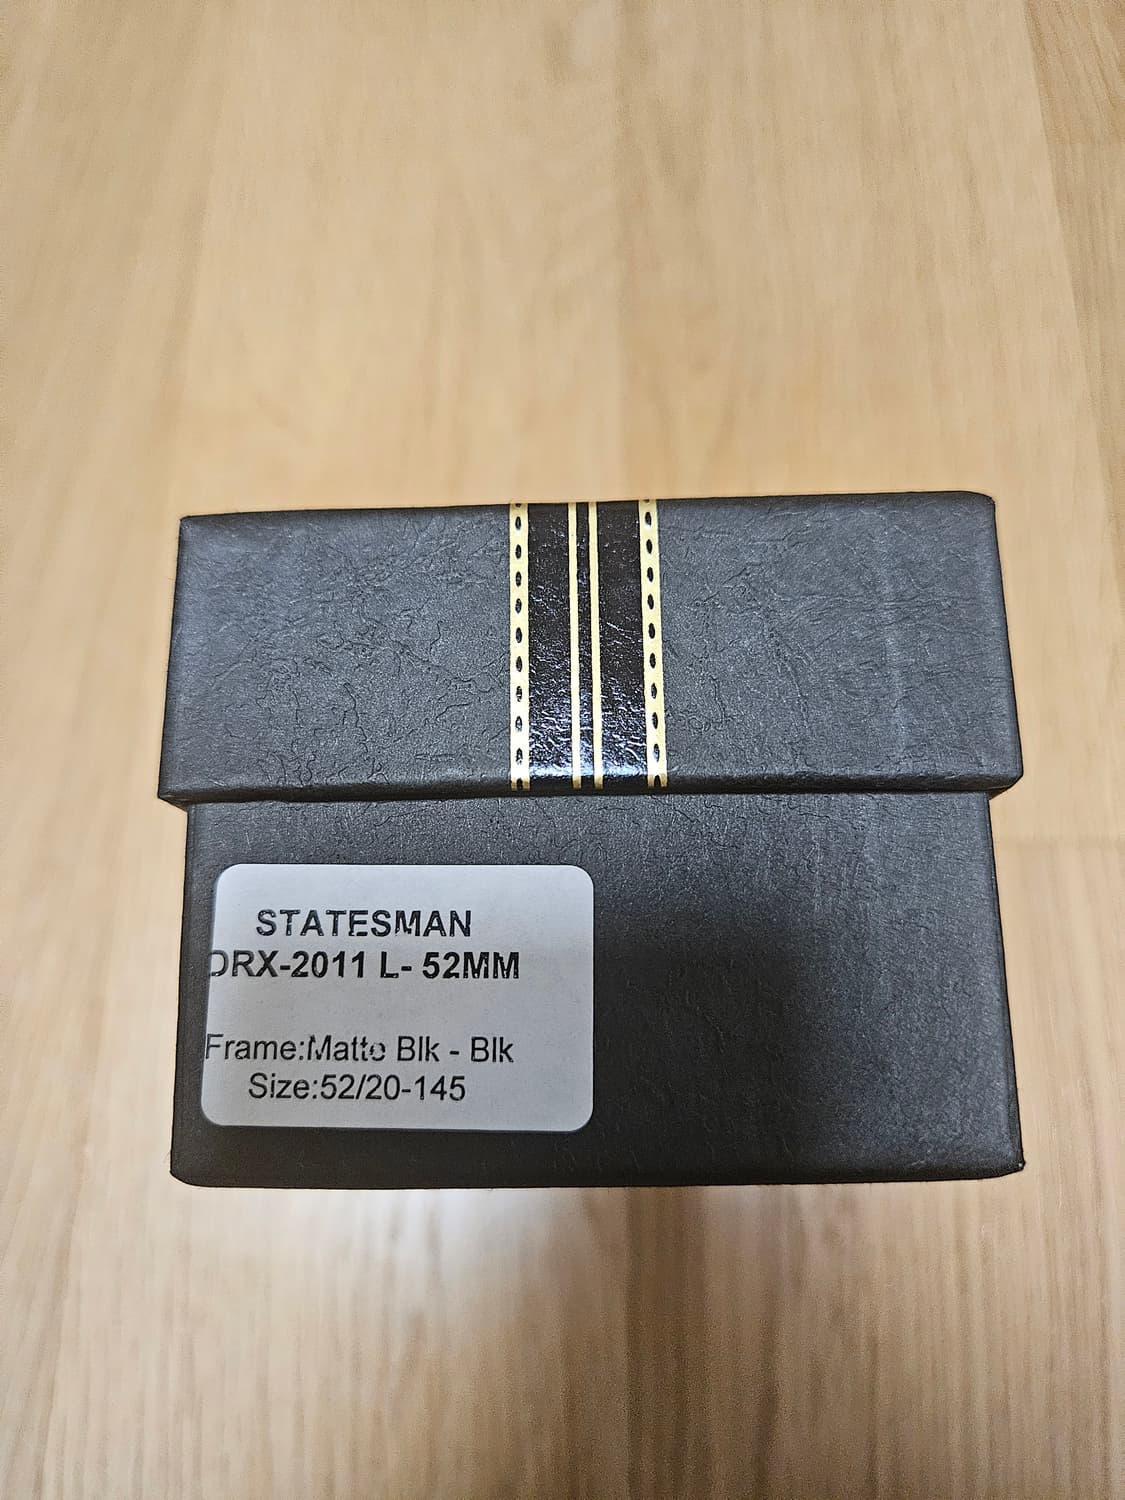 STATESMAN
DRX-2011 L- 52MM
Frame:Matte Blk - Blk
Size:52/20-145